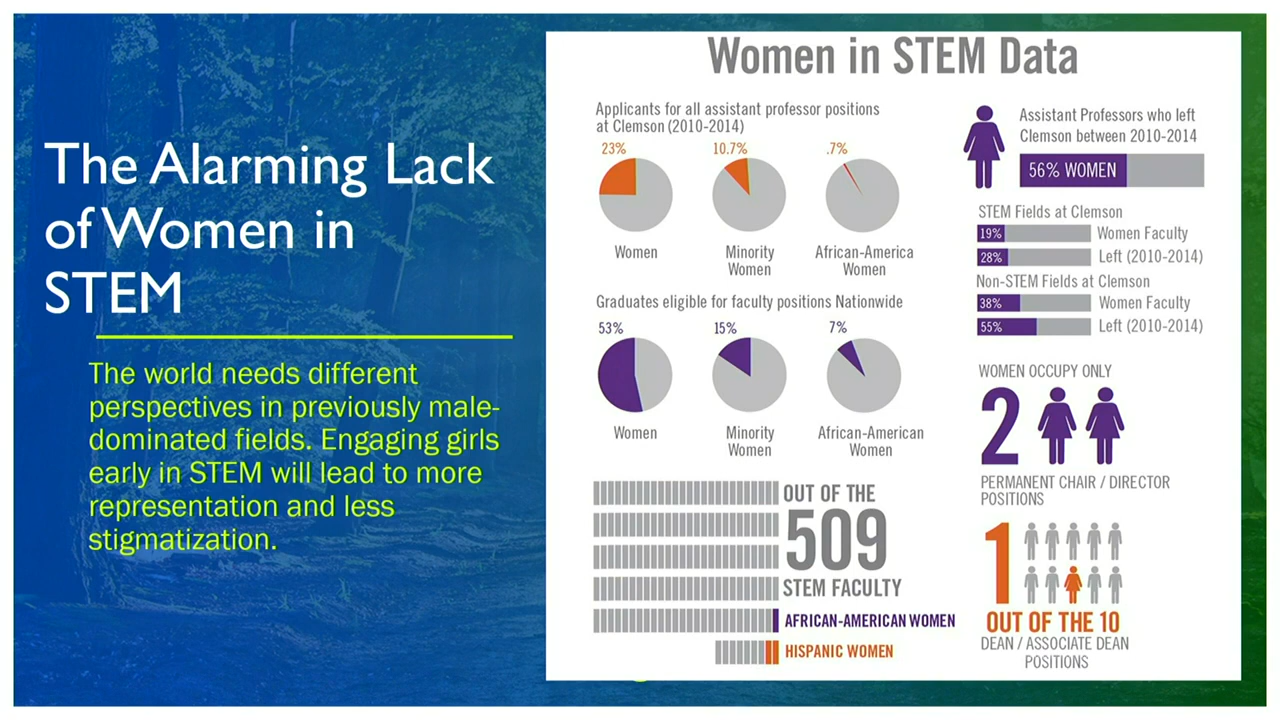 The Alarming Lack
of Women in
STEM
The world needs different
perspectives in previously male-
dominated fields. Engaging girls
early in STEM will lead to more
representation and less
stigmatization.
Women in STEM Data
Applicants for all assistant professor positions
at Clemson (2010-2014)
23%
10.7%
.7%
Women
Minority
Women
African-America
Women
Graduates eligible for faculty positions Nationwide
53%
15%
7%
Women
Minority
Women
African-American
Women
OUT OF THE
509
STEM FACULTY
AFRICAN-AMERICAN WOMEN
HISPANIC WOMEN
Assistant Professors who left
Clemson between 2010-2014
56% WOMEN
STEM Fields at Clemson
19% Women Faculty
28% Left (2010-2014)
Non-STEM Fields at Clemson
38% Women Faculty
55% Left (2010-2014)
WOMEN OCCUPY ONLY
2
PERMANENT CHAIR / DIRECTOR
POSITIONS
1
OUT OF THE 10
DEAN / ASSOCIATE DEAN
POSITIONS